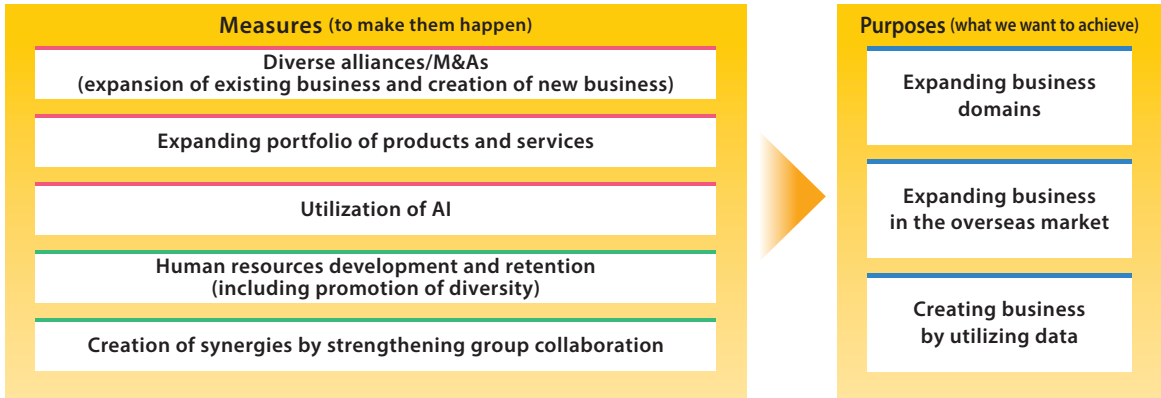 Measures (to make them happen)
Diverse alliances/M&As
(expansion of existing business and creation of new business)
Expanding portfolio of products and services
Utilization of AI
Human resources development and retention
(including promotion of diversity)
Creation of synergies by strengthening group collaboration
Purposes (what we want to achieve)
Expanding business
domains
Expanding business
in the overseas market
Creating business
by utilizing data